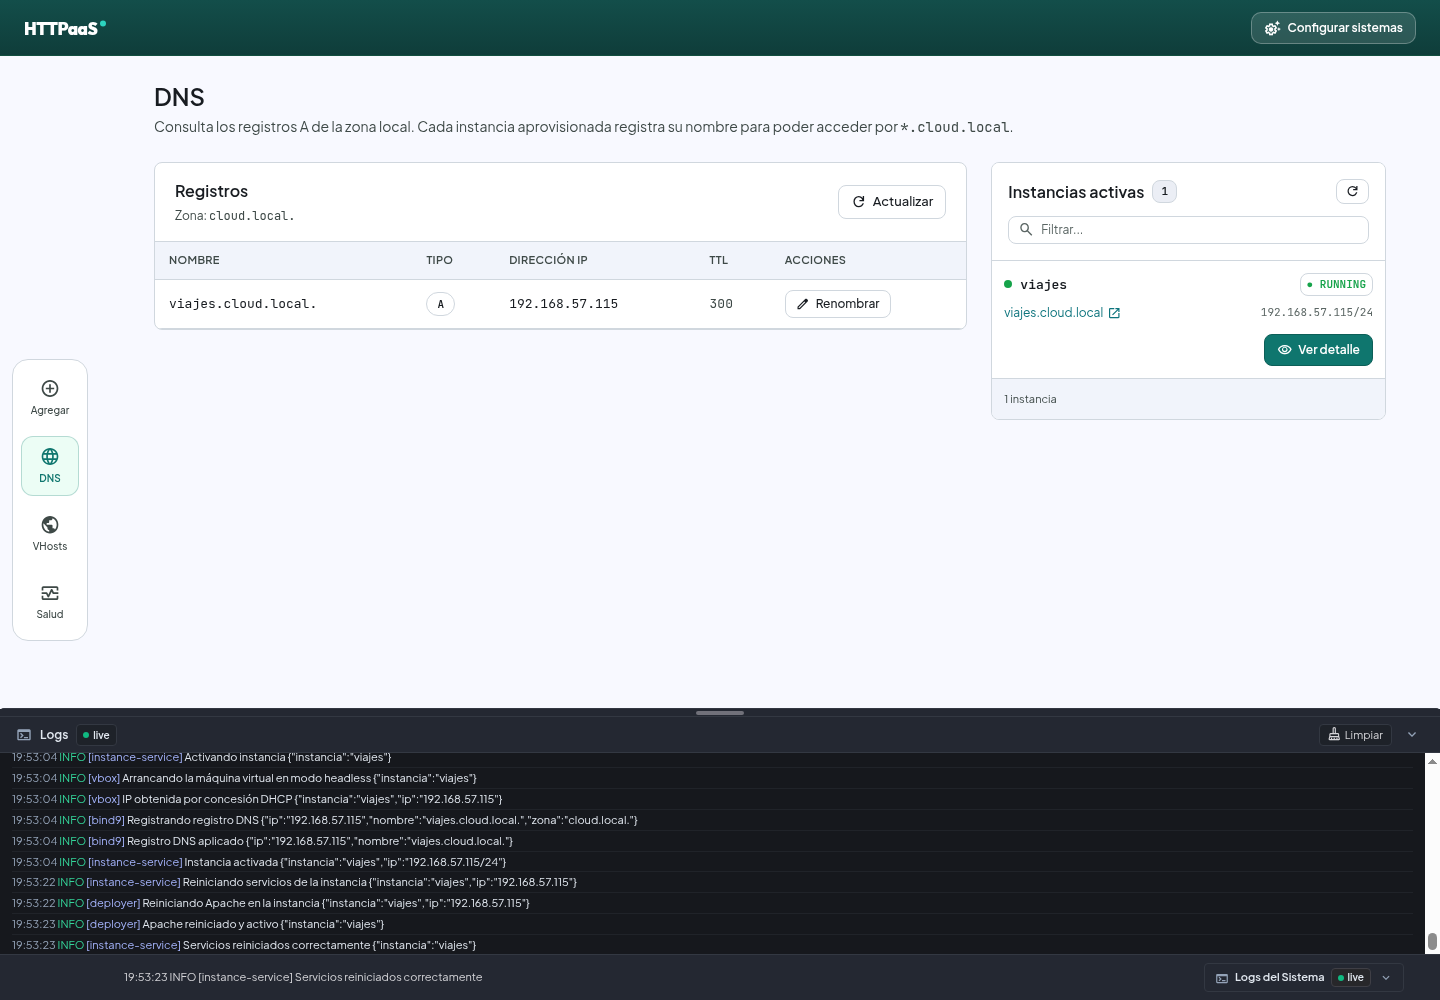 HTTPaaS
Configurar sistemas
DNS
Consulta los registros A de la zona local. Cada instancia aprovisionada registra su nombre para poder acceder por *.cloud.local.
Registros
Zona: cloud.local.
Actualizar
NOMBRE TIPO DIRECCIÓN IP TTL ACCIONES
viajes.cloud.local. A 192.168.57.115 300 Renombrar
Instancias activas 1
Filtrar...
viajes RUNNING
viajes.cloud.local 192.168.57.115/24
Ver detalle
1 instancia
Agregar
DNS
VHosts
Salud
Logs live Limpiar
19:53:04 INFO [instance-service] Activando instancia {"instancia":"viajes"}
19:53:04 INFO [vbox] Arrancando la máquina virtual en modo headless {"instancia":"viajes"}
19:53:04 INFO [vbox] IP obtenida por concesión DHCP {"instancia":"viajes","ip":"192.168.57.115"}
19:53:04 INFO [bind9] Registrando registro DNS {"ip":"192.168.57.115","nombre":"viajes.cloud.local.","zona":"cloud.local."}
19:53:04 INFO [bind9] Registro DNS aplicado {"ip":"192.168.57.115","nombre":"viajes.cloud.local."}
19:53:04 INFO [instance-service] Instancia activada {"instancia":"viajes","ip":"192.168.57.115/24"}
19:53:22 INFO [instance-service] Reiniciando servicios de la instancia {"instancia":"viajes","ip":"192.168.57.115"}
19:53:22 INFO [deployer] Reiniciando Apache en la instancia {"instancia":"viajes","ip":"192.168.57.115"}
19:53:23 INFO [deployer] Apache reiniciado y activo {"instancia":"viajes"}
19:53:23 INFO [instance-service] Servicios reiniciados correctamente {"instancia":"viajes"}
19:53:23 INFO [instance-service] Servicios reiniciados correctamente
Logs del Sistema live